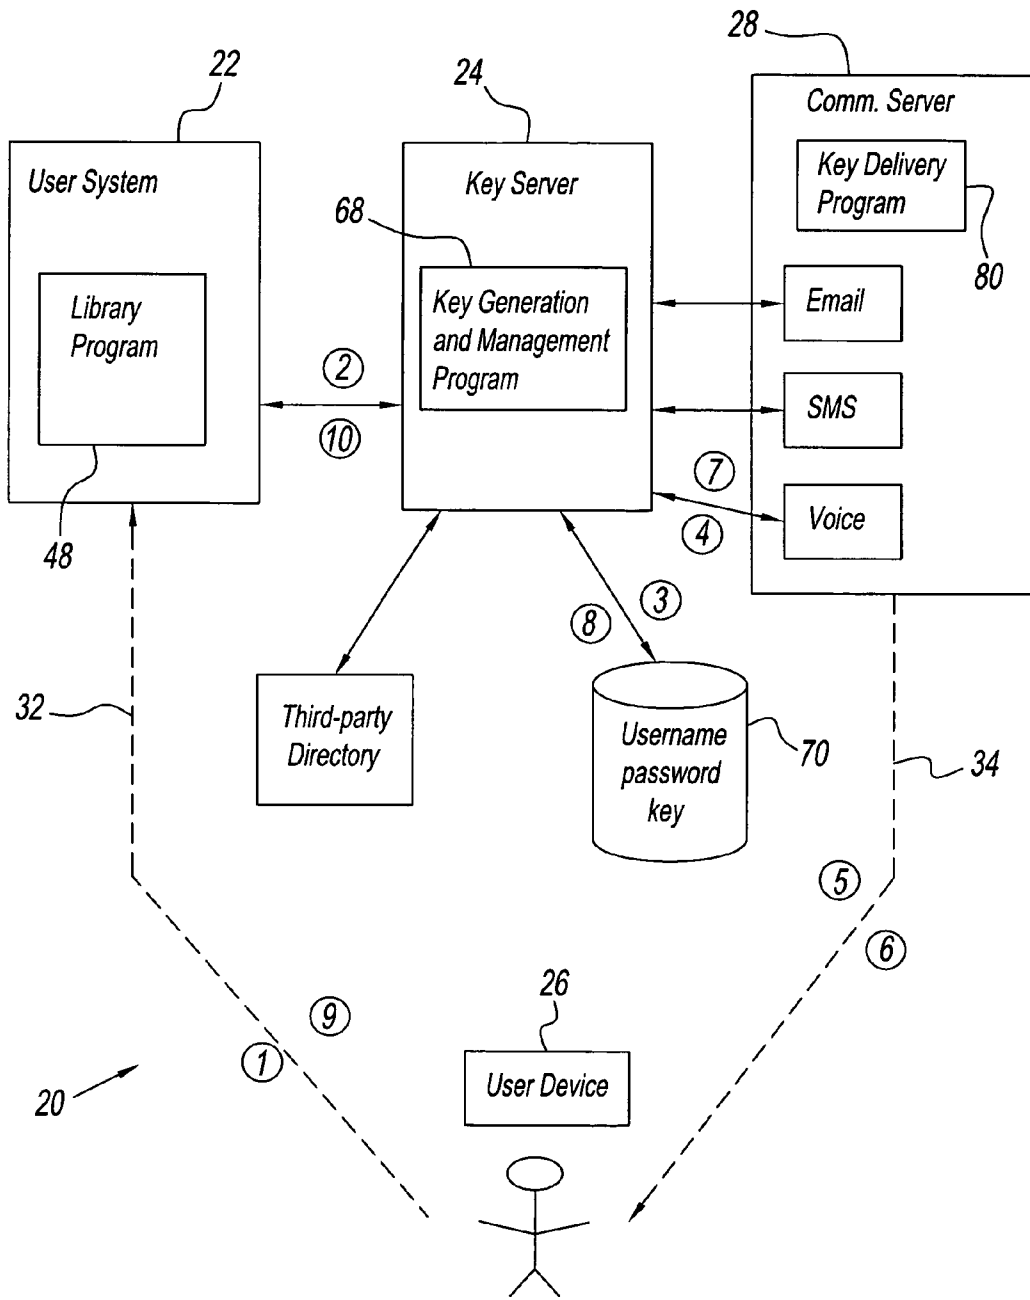 28
22
24
Comm. Server
User System
Key Server
Key Delivery
Program
68
80
Library
Program
Key Generation
and Management
Program
Email
2
SMS
10
7
Voice
48
4
3
8
32
Third-party
Directory
Username
password
key
70
34
5
6
26
9
1
User Device
20